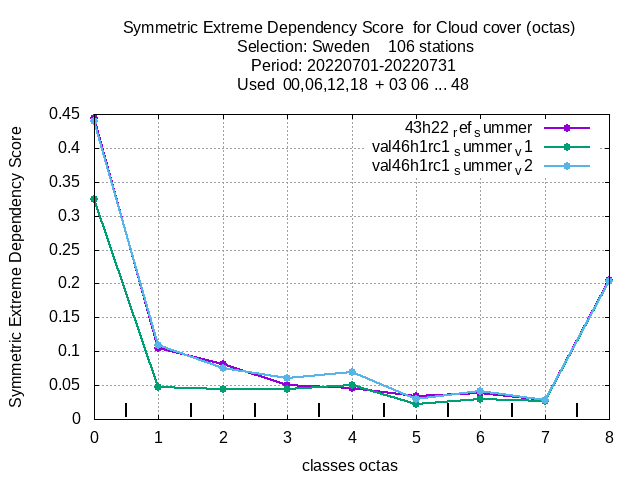 Symmetric Extreme Dependency Score for Cloud cover (octas)
Selection: Sweden 106 stations
Period: 20220701-20220731
Used 00,06,12,18 + 03 06 ... 48
43h22 ref summer
val46h1rc1 summer v1
val46h1rc1 summer v2
Symmetric Extreme Dependency Score
0.45
0.4
0.35
0.3
0.25
0.2
0.15
0.1
0.05
0
0 1 2 3 4 5 6 7 8
classes octas